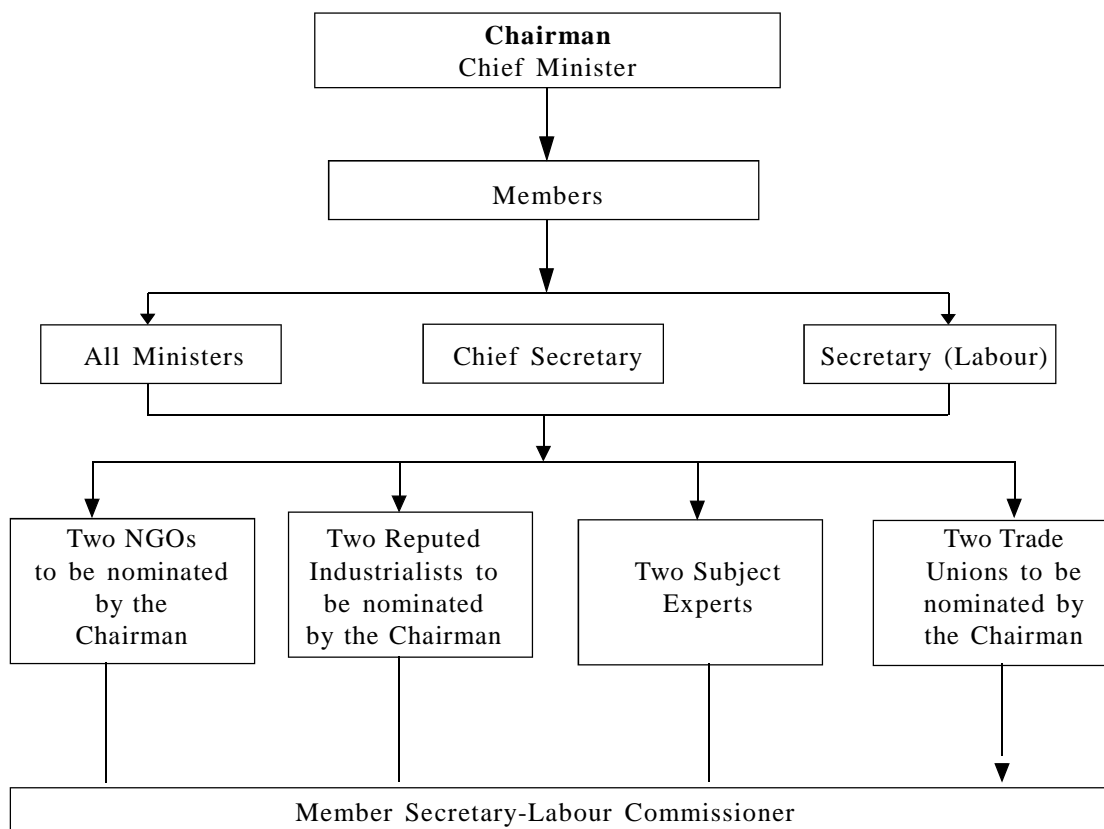 Chairman
Chief Minister
Members
All Ministers
Chief Secretary
Secretary (Labour)
Two NGOs
to be nominated
by the
Chairman
Two Reputed
Industrialists to
be nominated
by the Chairman
Two Subject
Experts
Two Trade
Unions to be
nominated by
the Chairman
Member Secretary-Labour Commissioner